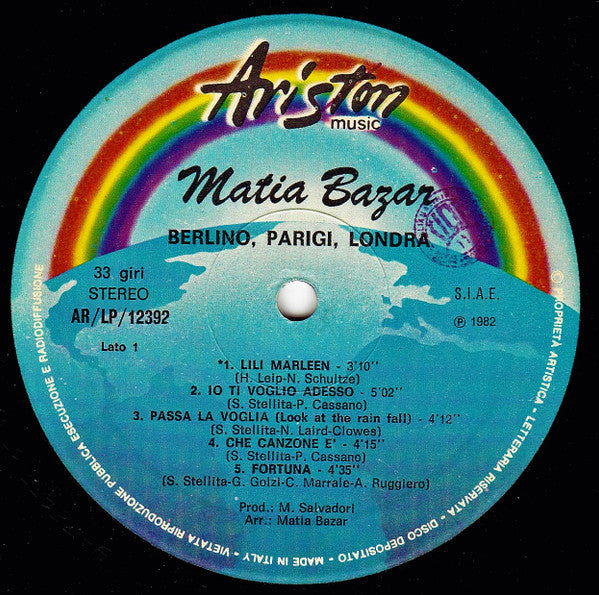 Ariston
music
Matia Bazar
BERLINO, PARIGI, LONDRA
33 giri
STEREO
AR/LP/12392
Lato 1
S.I.A.E.
℗ 1982
*1. LILI MARLEEN - 3'10''
(H. Leip-N. Schultze)
2. IO TI VOGLIO ADESSO - 5'02''
(S. Stellita-P. Cassano)
3. PASSA LA VOGLIA (Look at the rain fall) - 4'12''
(S. Stellita-N. Laird-Clowes)
4. CHE CANZONE E' - 4'15''
(S. Stellita-P. Cassano)
5. FORTUNA - 4'35''
(S. Stellita-G. Golzi-C. Marrale-A. Ruggiero)
Prod.: M. Salvadori
Arr.: Matia Bazar
© PROPRIETÀ ARTISTICA - LETTERARIA RISERVATA - DISCO DEPOSITATO - MADE IN ITALY - VIETATA RIPRODUZIONE PUBBLICA ESECUZIONE E RADIODIFFUSIONE